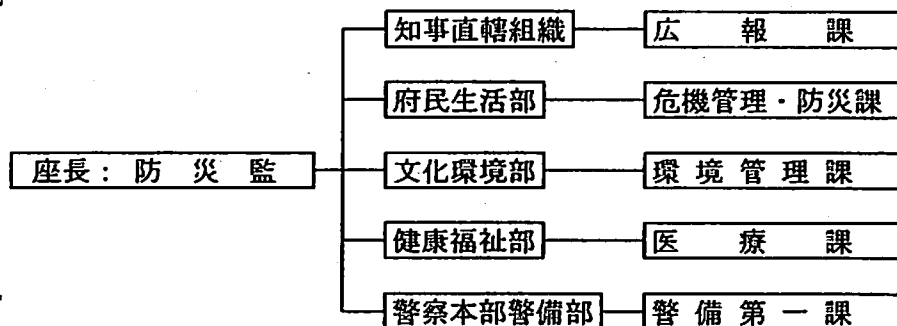 知事直轄組織 広報課
府民生活部 危機管理・防災課
座長：防災監 文化環境部 環境管理課
健康福祉部 医療課
警察本部警備部 警備第一課